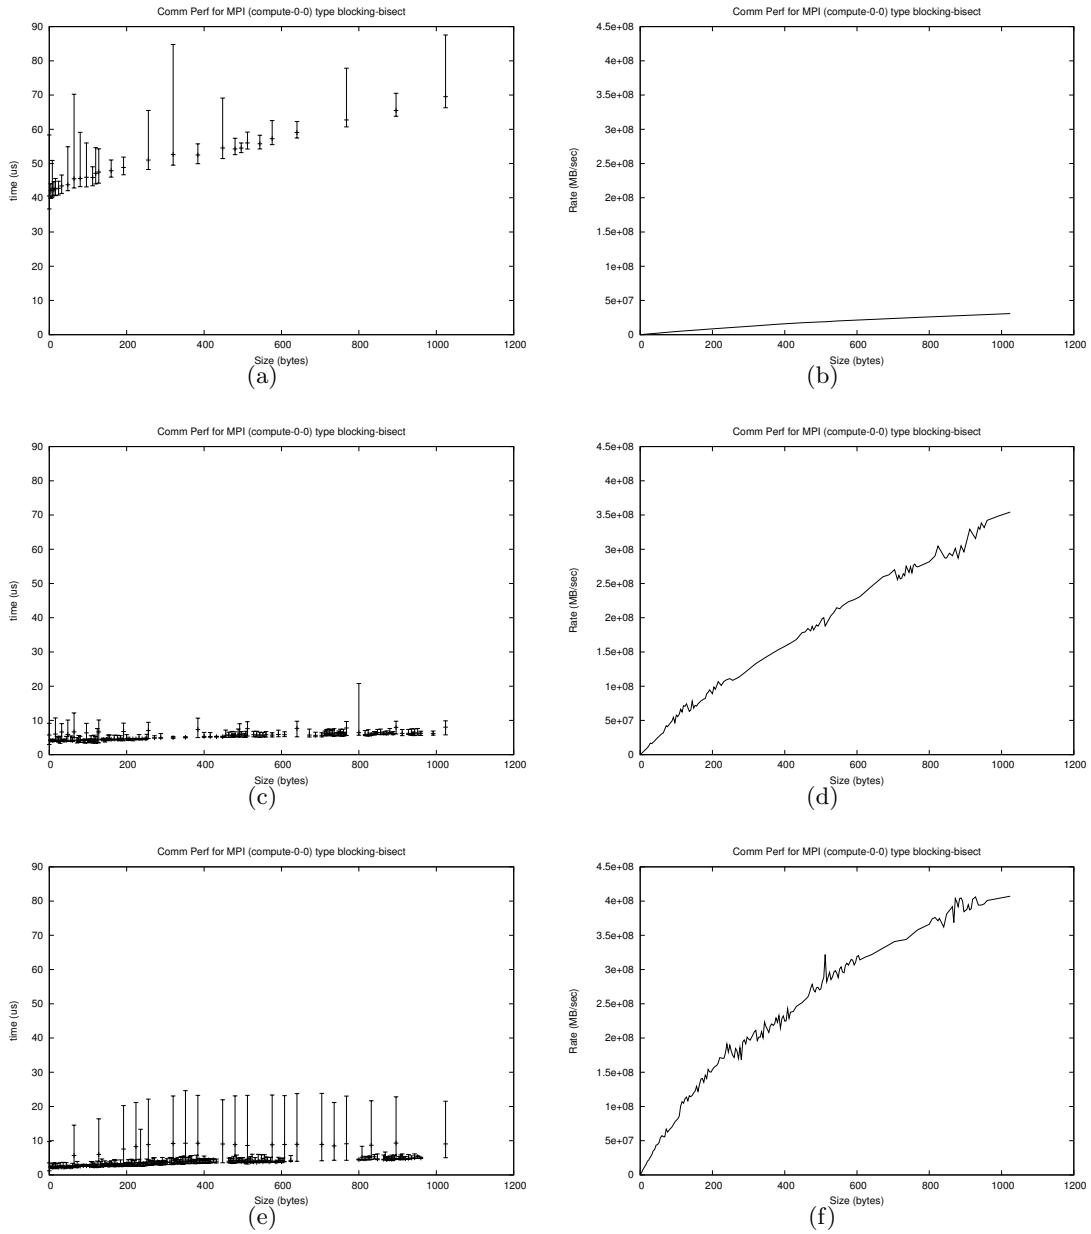 Comm Perf for MPI (compute-0-0) type blocking-bisect
90
80
70
60
50
40
30
20
10
0
time (us)
0 200 400 600 800 1000 1200
Size (bytes)
(a)
Comm Perf for MPI (compute-0-0) type blocking-bisect
4.5e+08
4e+08
3.5e+08
3e+08
2.5e+08
2e+08
1.5e+08
1e+08
5e+07
0
Rate (MB/sec)
0 200 400 600 800 1000 1200
Size (bytes)
(b)
Comm Perf for MPI (compute-0-0) type blocking-bisect
90
80
70
60
50
40
30
20
10
0
time (us)
0 200 400 600 800 1000 1200
Size (bytes)
(c)
Comm Perf for MPI (compute-0-0) type blocking-bisect
4.5e+08
4e+08
3.5e+08
3e+08
2.5e+08
2e+08
1.5e+08
1e+08
5e+07
0
Rate (MB/sec)
0 200 400 600 800 1000 1200
Size (bytes)
(d)
Comm Perf for MPI (compute-0-0) type blocking-bisect
90
80
70
60
50
40
30
20
10
0
time (us)
0 200 400 600 800 1000 1200
Size (bytes)
(e)
Comm Perf for MPI (compute-0-0) type blocking-bisect
4.5e+08
4e+08
3.5e+08
3e+08
2.5e+08
2e+08
1.5e+08
1e+08
5e+07
0
Rate (MB/sec)
0 200 400 600 800 1000 1200
Size (bytes)
(f)